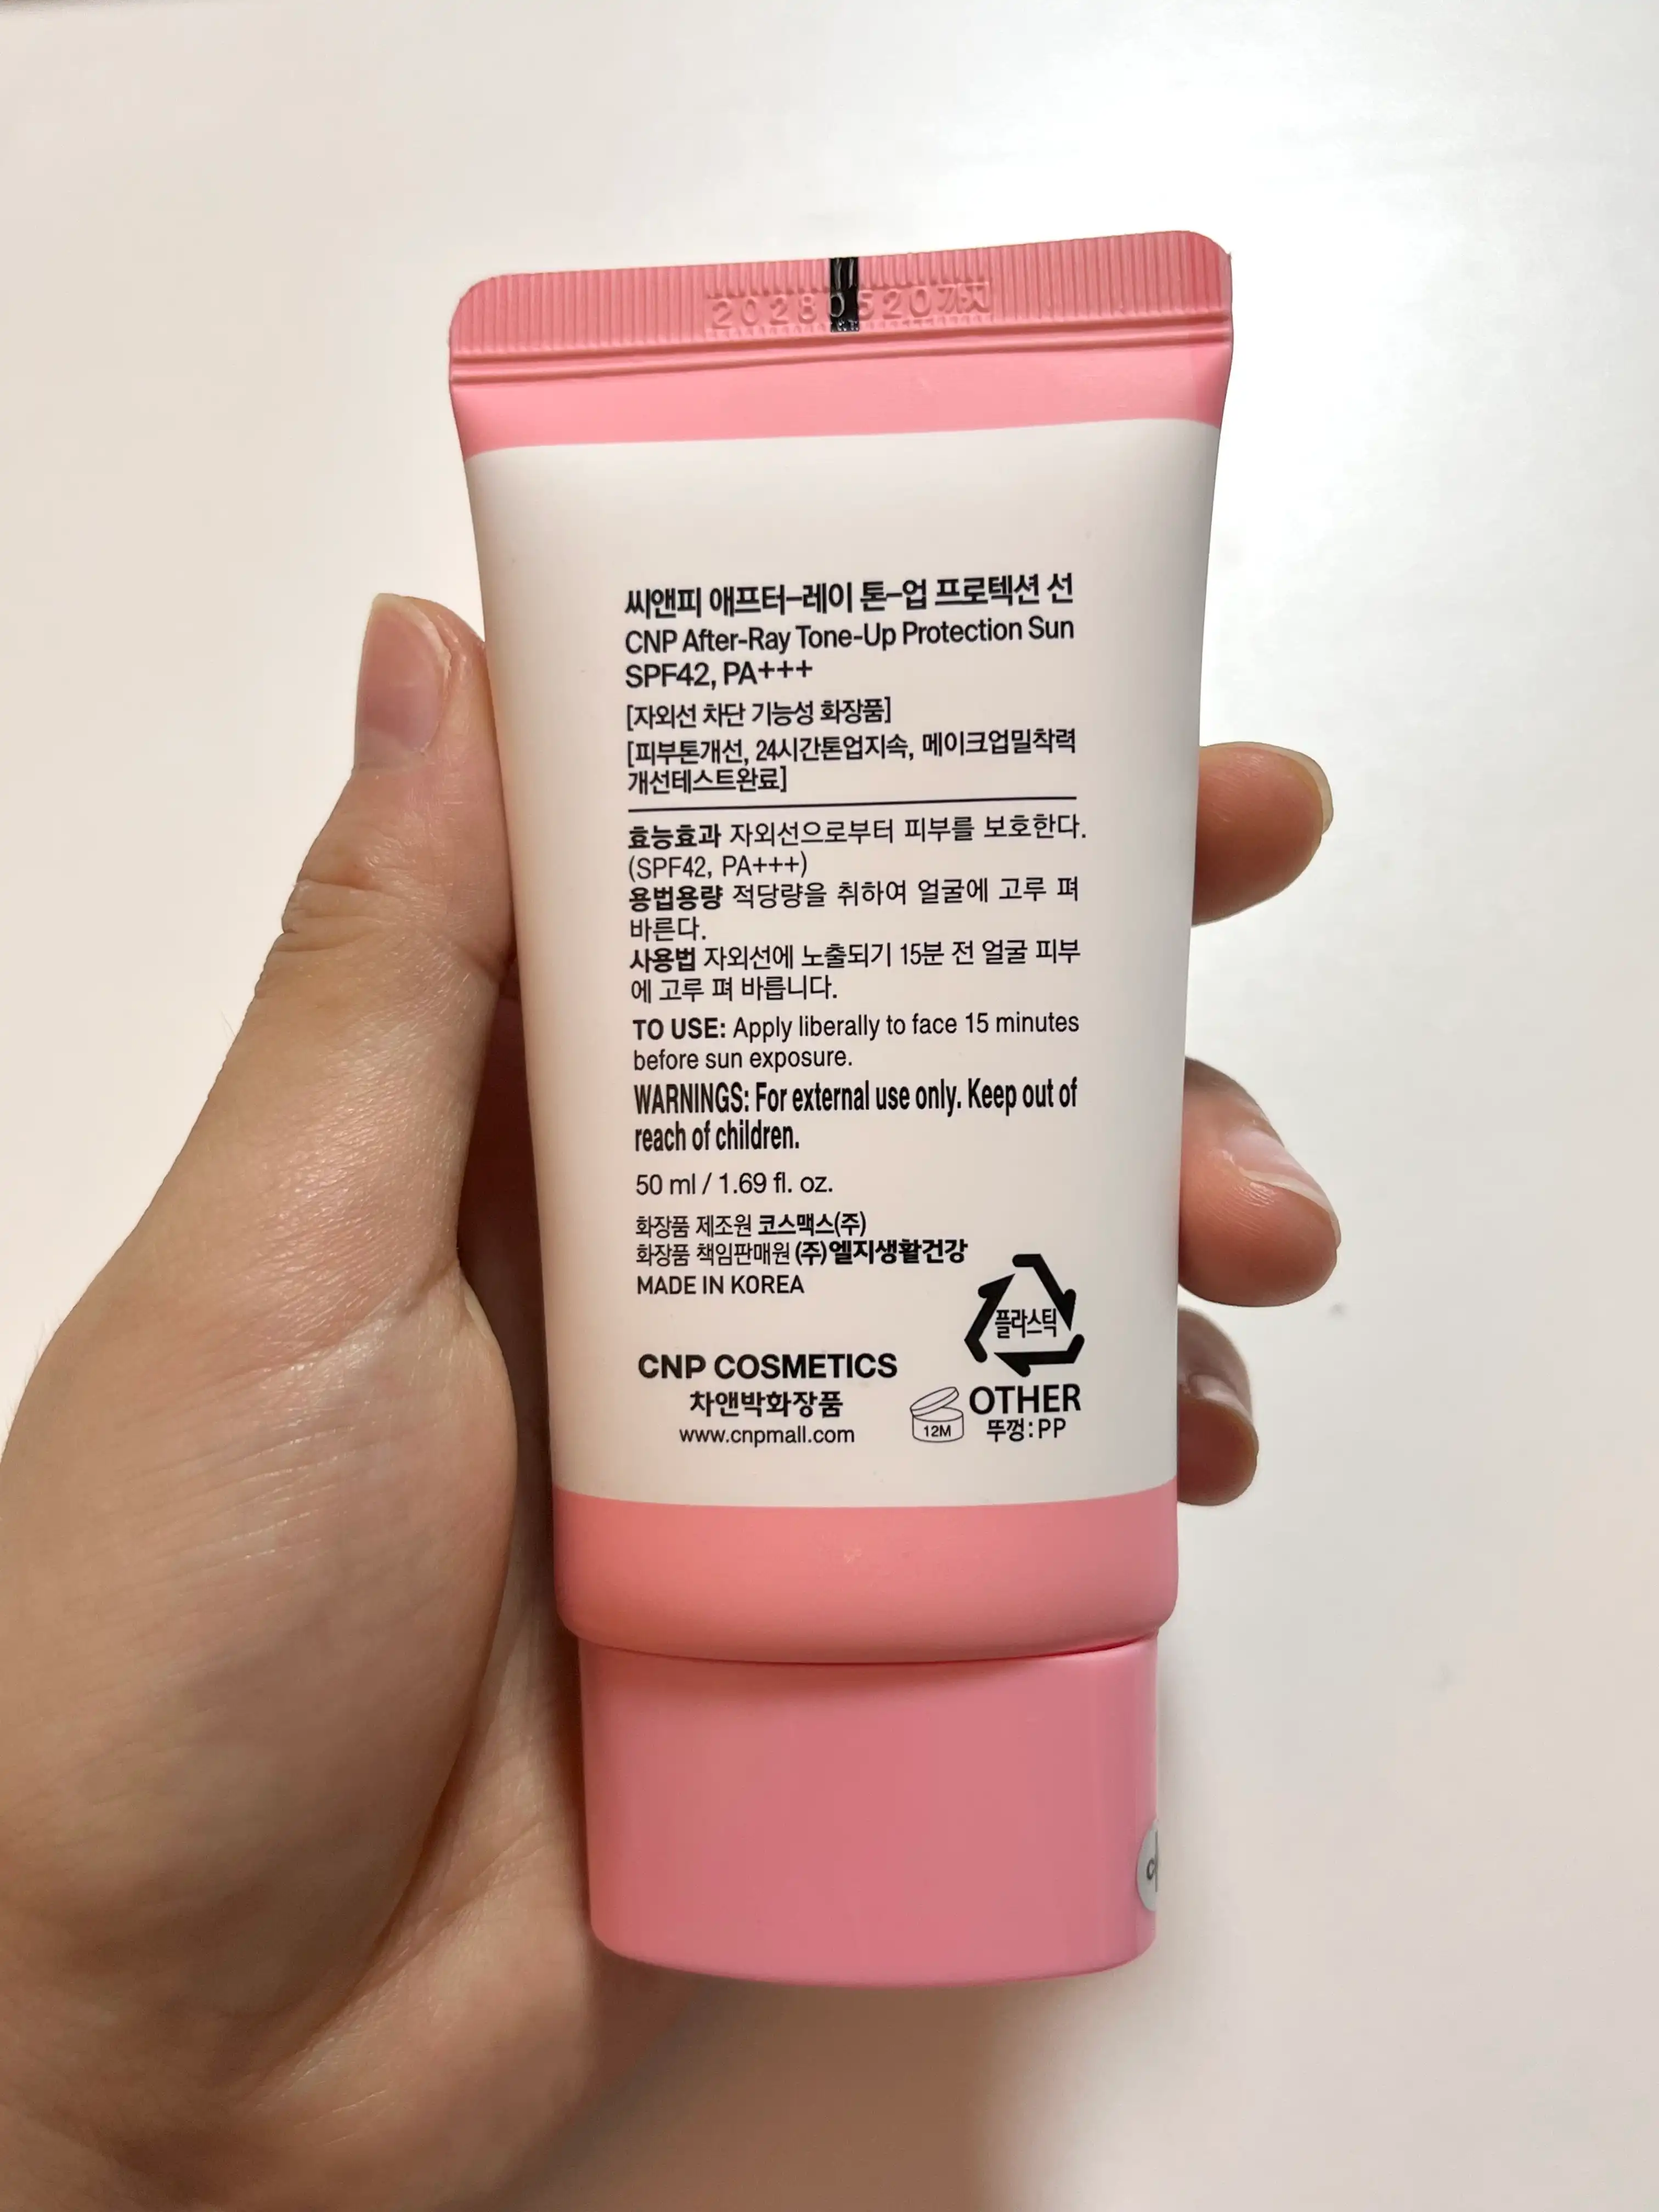 20280520까지
씨앤피 애프터-레이 톤-업 프로텍션 선
CNP After-Ray Tone-Up Protection Sun
SPF42, PA+++
[자외선 차단 기능성 화장품]
[피부톤개선, 24시간톤업지속, 메이크업밀착력
개선테스트완료]
효능효과 자외선으로부터 피부를 보호한다.
(SPF42, PA+++)
용법용량 적당량을 취하여 얼굴에 고루 펴
바른다.
사용법 자외선에 노출되기 15분 전 얼굴 피부
에 고루 펴 바릅니다.
TO USE: Apply liberally to face 15 minutes
before sun exposure.
WARNINGS: For external use only. Keep out of
reach of children.
50 ml / 1.69 fl. oz.
화장품 제조원 코스맥스(주)
화장품 책임판매원 (주)엘지생활건강
MADE IN KOREA
플라스틱
OTHER
뚜껑:PP
12M
CNP COSMETICS
차앤박화장품
www.cnpmall.com